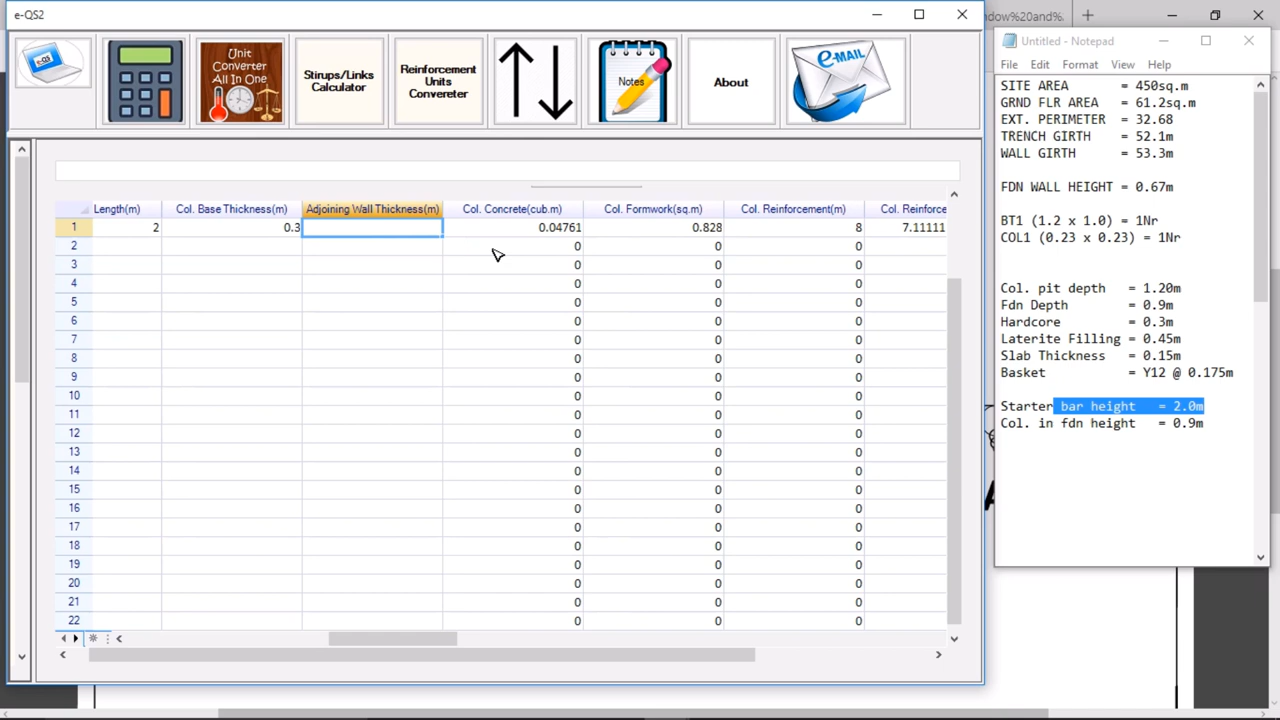 e-QS2
ndow%20and%
e-QS
Unit
Converter
All In One
Stirups/Links
Calculator
Reinforcement
Units
Convereter
Notes
About
e-MAIL
Length(m) Col. Base Thickness(m) Adjoining Wall Thickness(m) Col. Concrete(cub.m) Col. Formwork(sq.m) Col. Reinforcement(m) Col. Reinforce
1 2 0.3 0.04761 0.828 8 7.11111
2 0 0 0
3 0 0 0
4 0 0 0
5 0 0 0
6 0 0 0
7 0 0 0
8 0 0 0
9 0 0 0
10 0 0 0
11 0 0 0
12 0 0 0
13 0 0 0
14 0 0 0
15 0 0 0
16 0 0 0
17 0 0 0
18 0 0 0
19 0 0 0
20 0 0 0
21 0 0 0
22 0 0 0
Untitled - Notepad
File Edit Format View Help
SITE AREA = 450sq.m
GRND FLR AREA = 61.2sq.m
EXT. PERIMETER = 32.68
TRENCH GIRTH = 52.1m
WALL GIRTH = 53.3m
FDN WALL HEIGHT = 0.67m
BT1 (1.2 x 1.0) = 1Nr
COL1 (0.23 x 0.23) = 1Nr
Col. pit depth = 1.20m
Fdn Depth = 0.9m
Hardcore = 0.3m
Laterite Filling = 0.45m
Slab Thickness = 0.15m
Basket = Y12 @ 0.175m
Starter bar height = 2.0m
Col. in fdn height = 0.9m